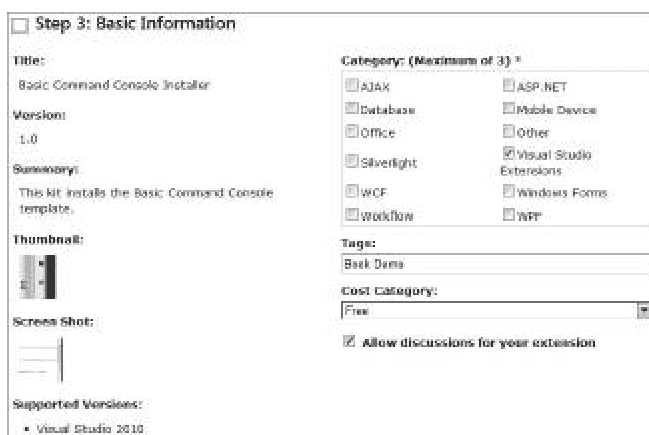 Step 3: Basic Information
Title:
Basic Command Console Installer
Version:
1.0
Summary:
This kit installs the Basic Command Console
template.
Thumbnail:
Screen Shot:
Supported Versions:
• Visual Studio 2010
Category: (Maximum of 3) *
AJAX
ASP.NET
Database
Mobile Device
Office
Other
Silverlight
Visual Studio
Extensions
WCF
Windows Forms
Workflow
WPF
Tags:
Book Demo
Cost Category:
Free
Allow discussions for your extension